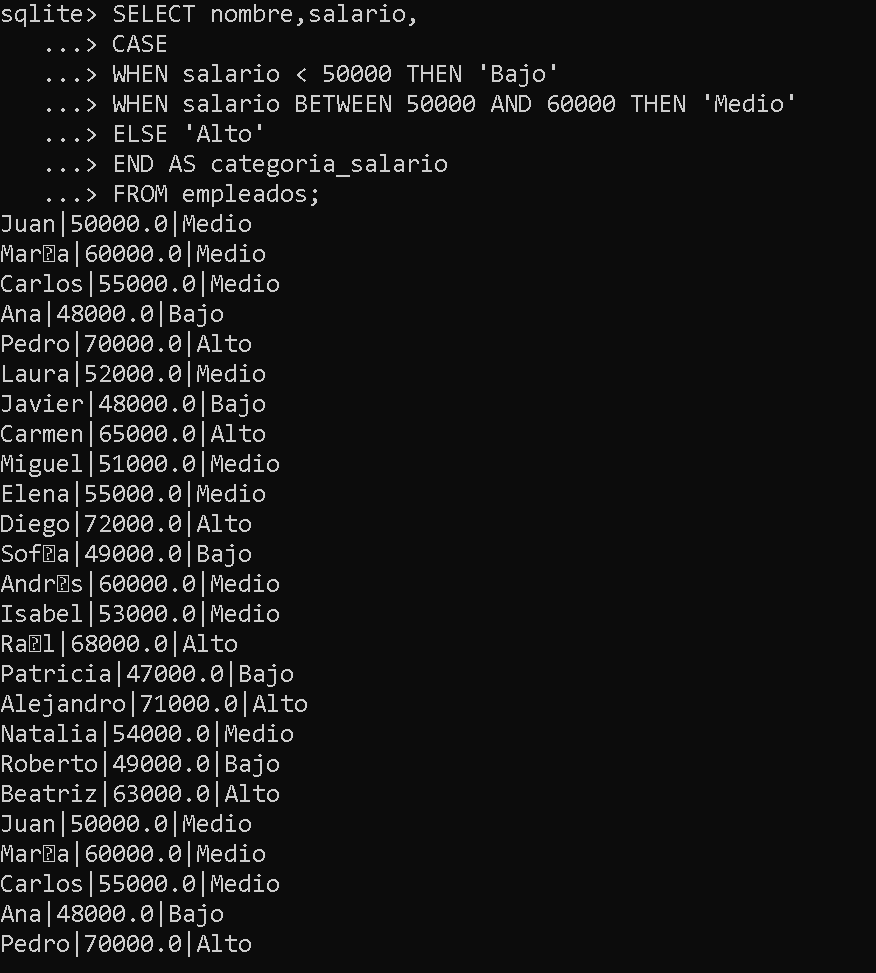 sqlite> SELECT nombre,salario,
   ...> CASE
   ...> WHEN salario < 50000 THEN 'Bajo'
   ...> WHEN salario BETWEEN 50000 AND 60000 THEN 'Medio'
   ...> ELSE 'Alto'
   ...> END AS categoria_salario
   ...> FROM empleados;
Juan|50000.0|Medio
Mar�a|60000.0|Medio
Carlos|55000.0|Medio
Ana|48000.0|Bajo
Pedro|70000.0|Alto
Laura|52000.0|Medio
Javier|48000.0|Bajo
Carmen|65000.0|Alto
Miguel|51000.0|Medio
Elena|55000.0|Medio
Diego|72000.0|Alto
Sof�a|49000.0|Bajo
Andr�s|60000.0|Medio
Isabel|53000.0|Medio
Ra�l|68000.0|Alto
Patricia|47000.0|Bajo
Alejandro|71000.0|Alto
Natalia|54000.0|Medio
Roberto|49000.0|Bajo
Beatriz|63000.0|Alto
Juan|50000.0|Medio
Mar�a|60000.0|Medio
Carlos|55000.0|Medio
Ana|48000.0|Bajo
Pedro|70000.0|Alto